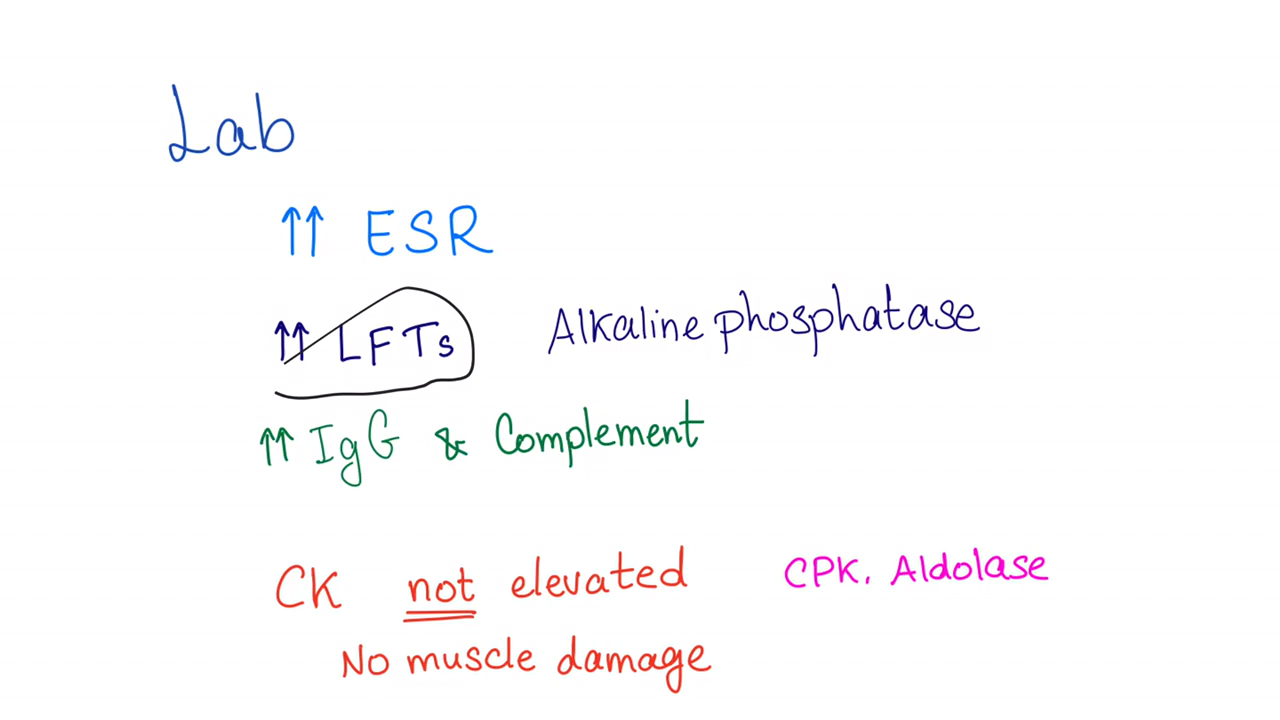 Lab
↑↑ ESR
↑↑ LFTs Alkaline phosphatase
↑↑ IgG & Complement
CK not elevated CPK, Aldolase
No muscle damage